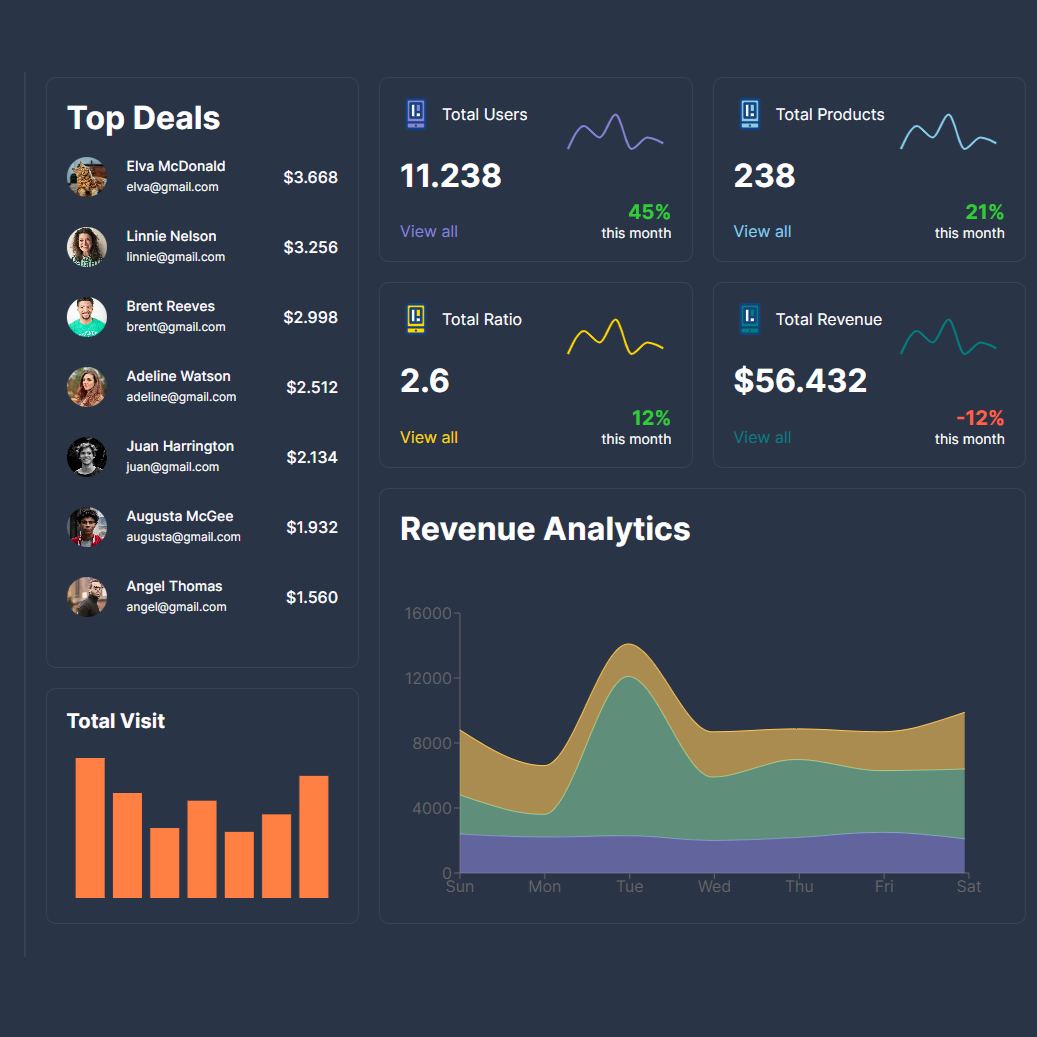 Top Deals
Elva McDonald
elva@gmail.com
$3.668
Linnie Nelson
linnie@gmail.com
$3.256
Brent Reeves
brent@gmail.com
$2.998
Adeline Watson
adeline@gmail.com
$2.512
Juan Harrington
juan@gmail.com
$2.134
Augusta McGee
augusta@gmail.com
$1.932
Angel Thomas
angel@gmail.com
$1.560
Total Visit
Total Users
11.238
View all
45%
this month
Total Products
238
View all
21%
this month
Total Ratio
2.6
View all
12%
this month
Total Revenue
$56.432
View all
-12%
this month
Revenue Analytics
16000
12000
8000
4000
0
Sun Mon Tue Wed Thu Fri Sat